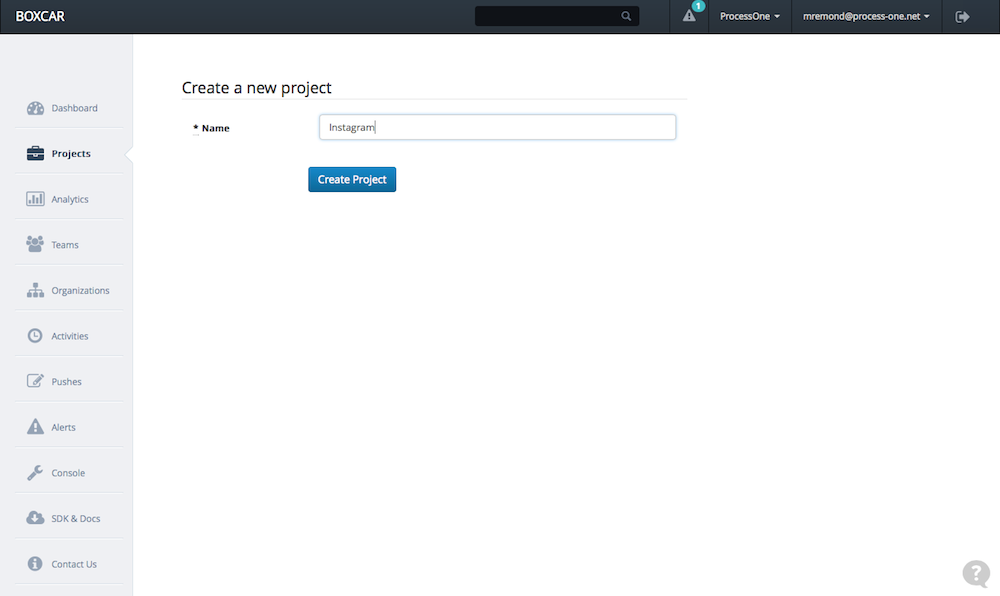 BOXCAR
1
ProcessOne
mremond@process-one.net
Dashboard
Projects
Analytics
Teams
Organizations
Activities
Pushes
Alerts
Console
SDK & Docs
Contact Us
Create a new project
* Name
Instagram
Create Project
?